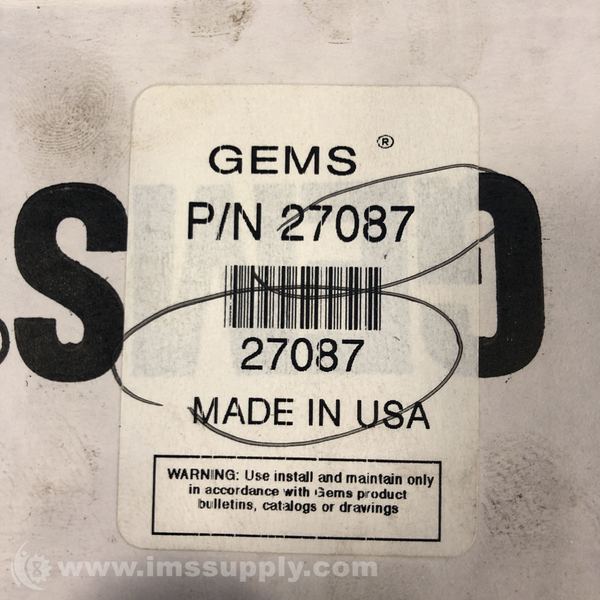 GEMS®
P/N 27087
27087
MADE IN USA
WARNING: Use install and maintain only
in accordance with Gems product
bulletins, catalogs or drawings
www.imssupply.com